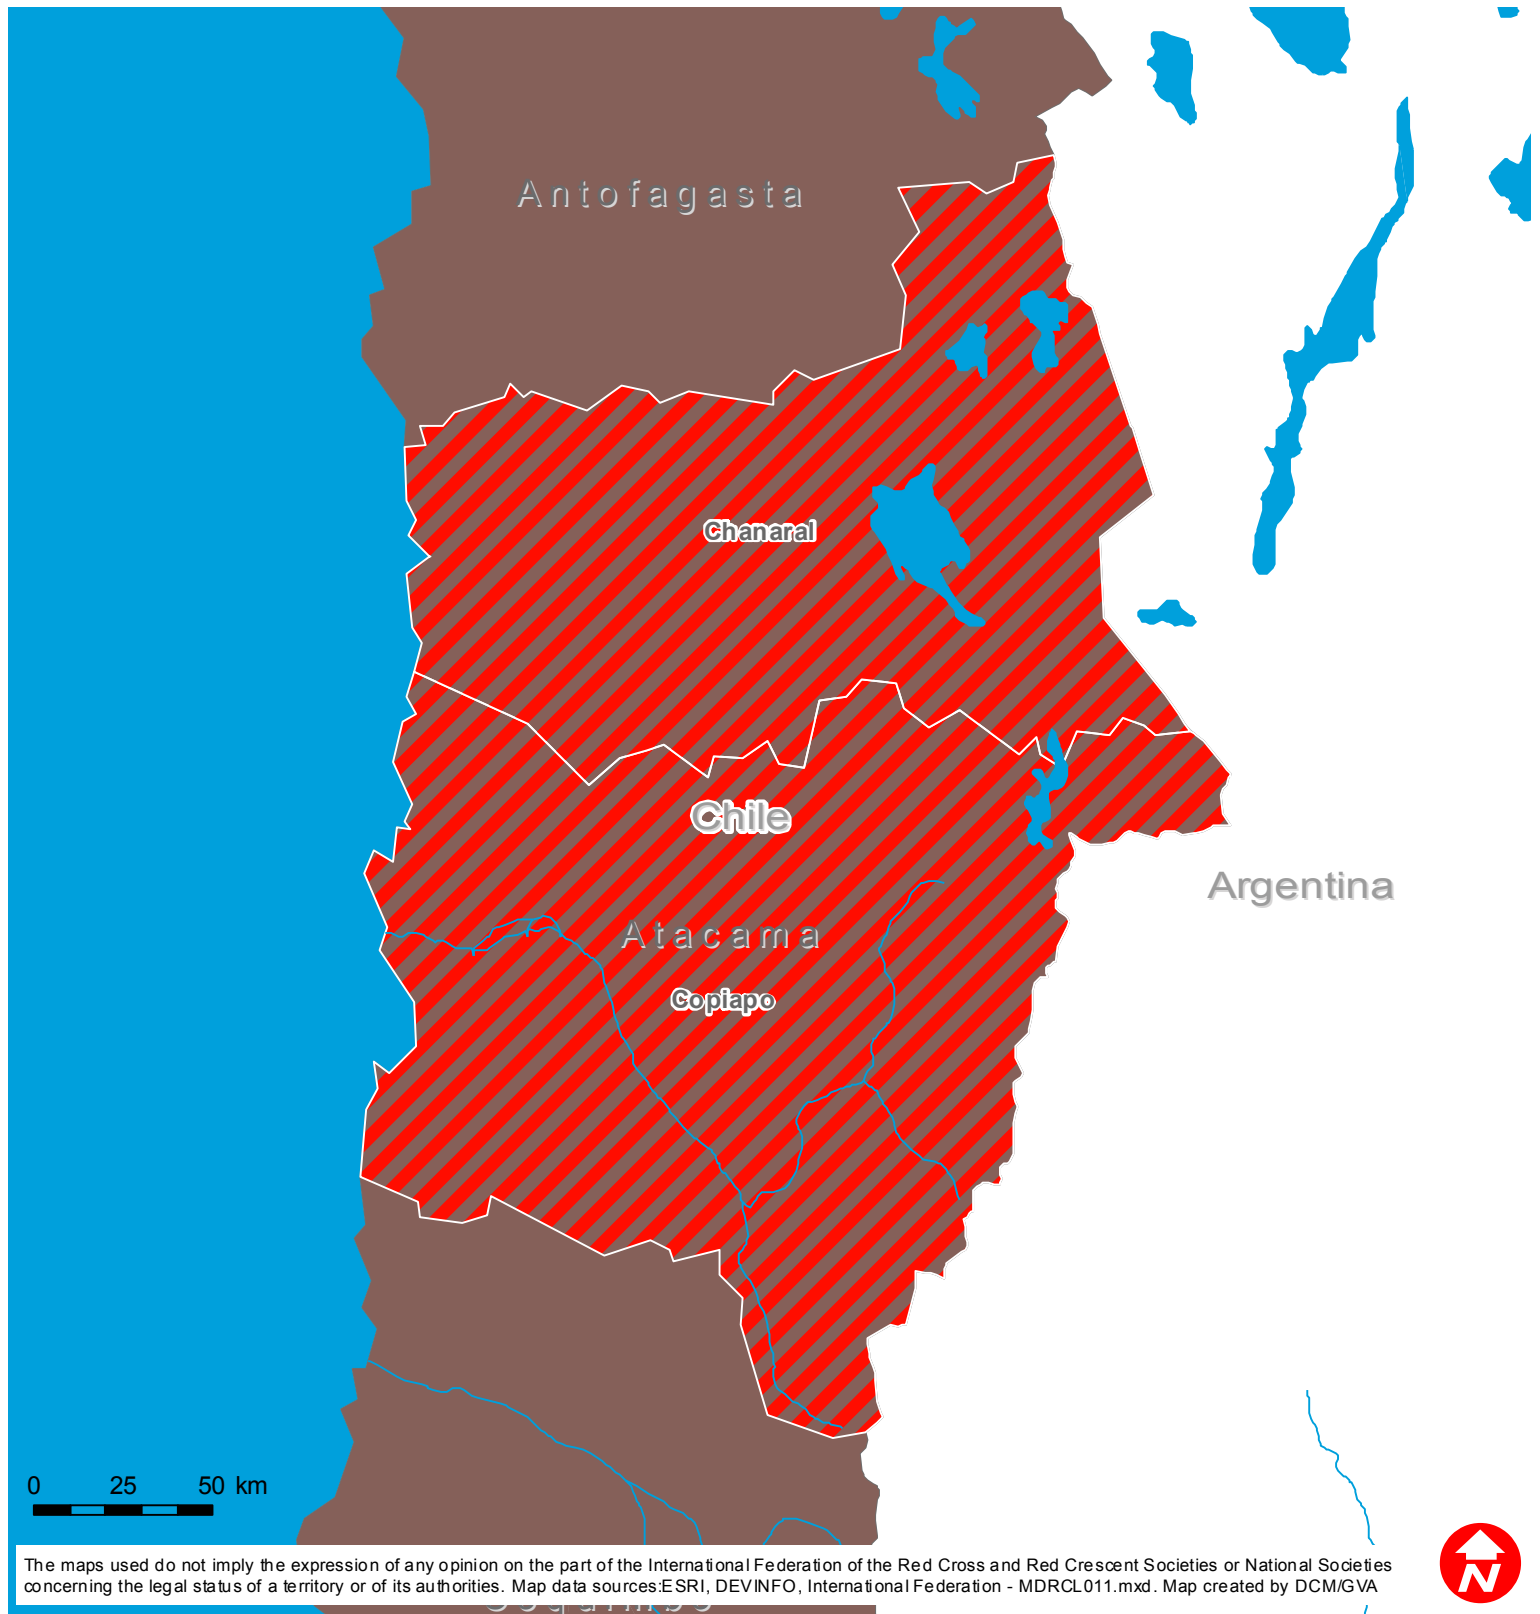 Antofagasta
Chanaral
Chile
Argentina
Atacama
Copiapo
0 25 50 km
The maps used do not imply the expression of any opinion on the part of the International Federation of the Red Cross and Red Crescent Societies or National Societies
concerning the legal status of a territory or of its authorities. Map data sources:ESRI, DEVINFO, International Federation - MDRCL011.mxd. Map created by DCM/GVA
N